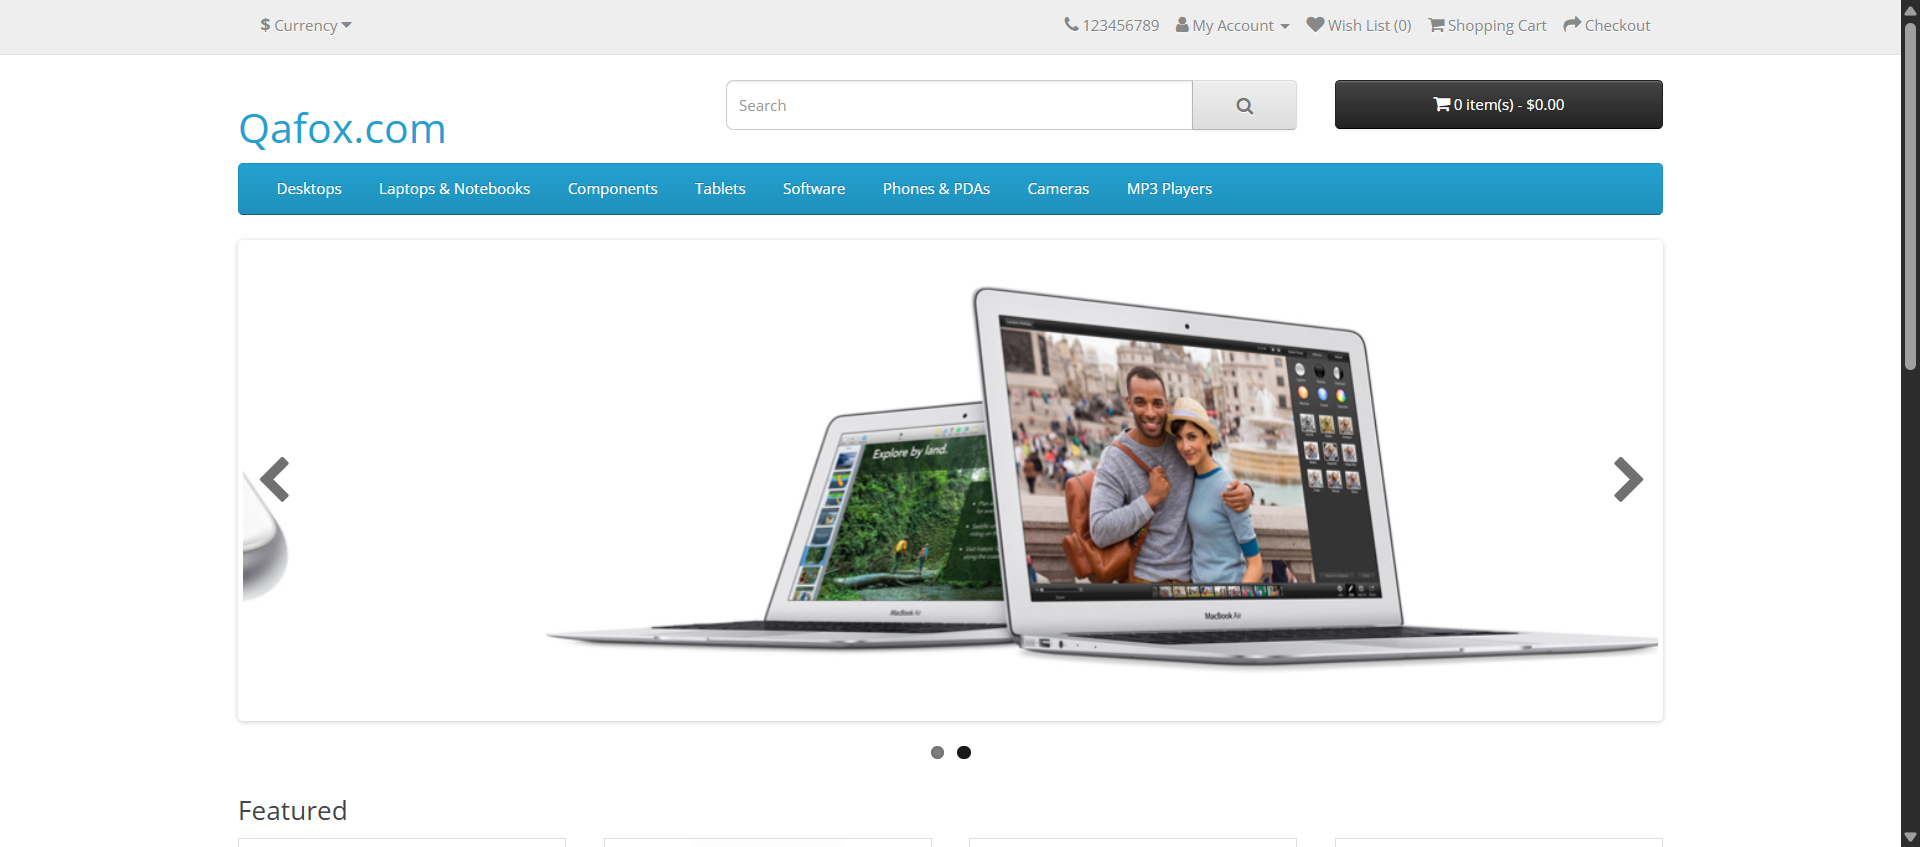 $ Currency
123456789 My Account Wish List (0) Shopping Cart Checkout
Qafox.com
Search
0 item(s) - $0.00
Desktops Laptops & Notebooks Components Tablets Software Phones & PDAs Cameras MP3 Players
Explore by land.
MacBook Air
MacBook Air
Featured